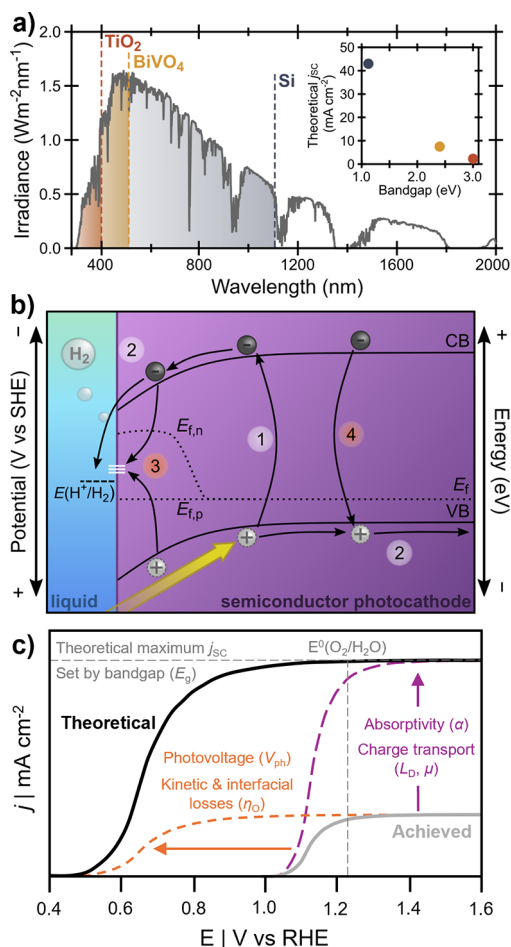 a)
TiO2
BiVO4
Si
Irradiance (Wm-2nm-1)
2.0
1.5
1.0
0.5
0.0
400
800
1200
1600
2000
Wavelength (nm)
Theoretical jSC
(mA cm-2)
50
40
30
20
10
0
1.0
2.0
3.0
Bandgap (eV)
b)
− Potential (V vs SHE) +
H2
2
CB
1
4
Ef,n
3
E(H+/H2)
Ef,p
Ef
VB
2
liquid
semiconductor photocathode
+ Energy (eV) −
c)
Theoretical maximum jSC
E0(O2/H2O)
Set by bandgap (Eg)
Theoretical
Photovoltage (Vph)
Kinetic & interfacial
losses (ηO)
Absorptivity (α)
Charge transport
(LD, μ)
Achieved
j | mA cm-2
0.4
0.6
0.8
1.0
1.2
1.4
1.6
E | V vs RHE